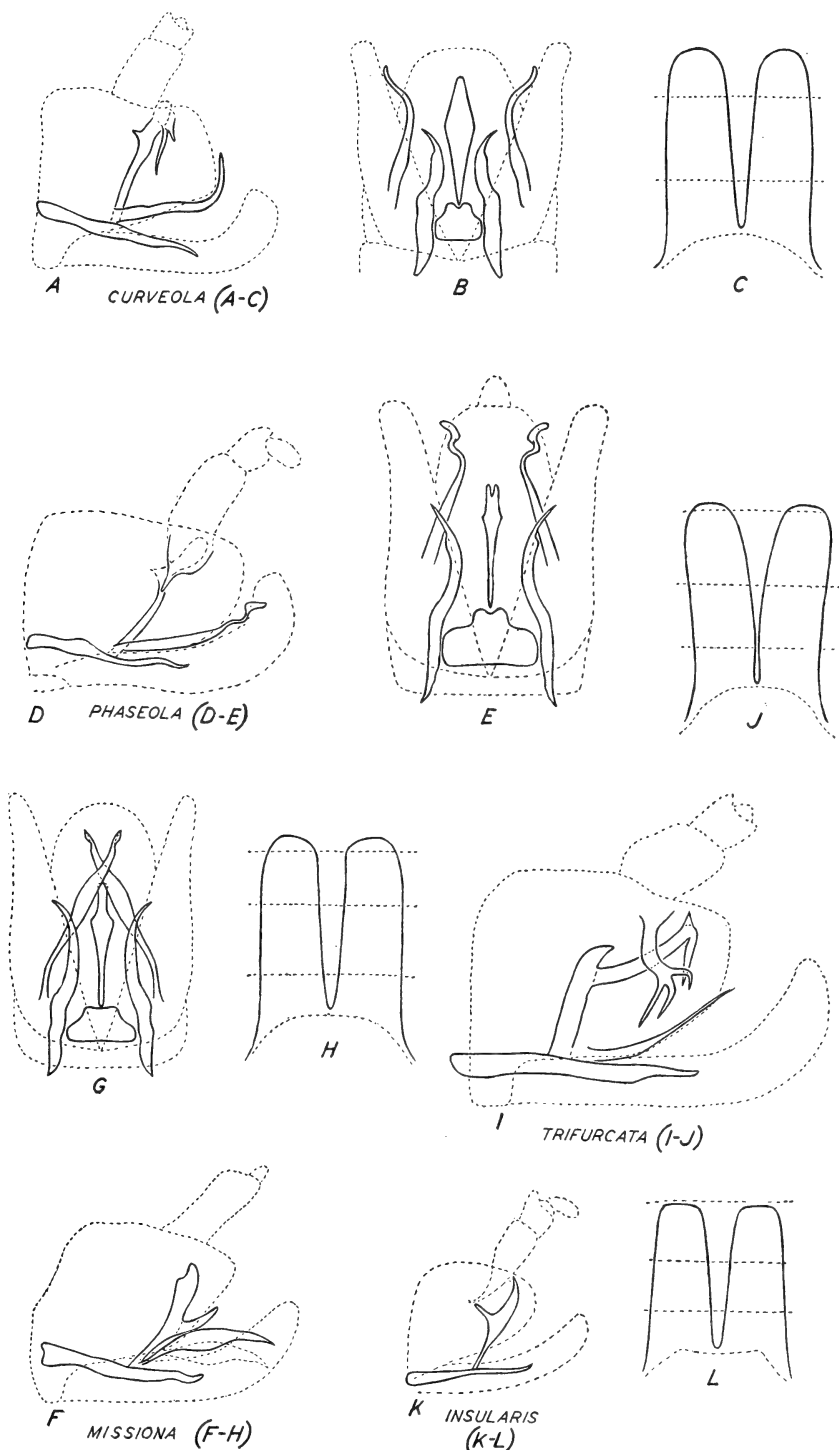 A
CURVEOLA (A-C)
B
C
D
PHASEOLA (D-E)
E
J
G
H
I
TRIFURCATA (I-J)
F
MISSIONA (F-H)
K
INSULARIS
(K-L)
L